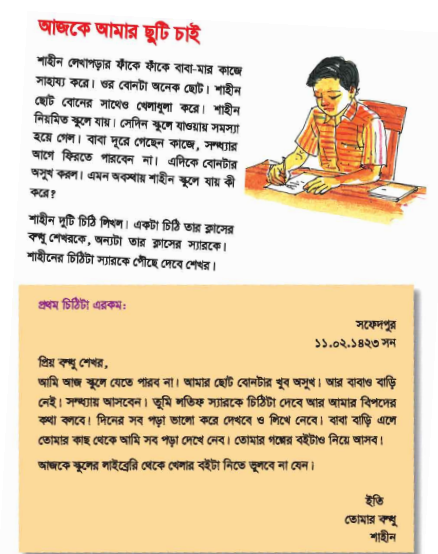 আজকে আমার ছুটি চাই
শাহীন লেখাপড়ার ফাঁকে ফাঁকে বাবা-মার কাজে
সাহায্য করে। ওর বোনটা অনেক ছোট। শাহীন
ছোট বোনের সাথেও খেলাধুলা করে। শাহীন
নিয়মিত স্কুলে যায়। সেদিন স্কুলে যাওয়ায় সমস্যা
হয়ে গেল। বাবা দূরে গেছেন কাজে, সন্ধ্যার
আগে ফিরতে পারবেন না। এদিকে বোনটার
অসুখ করল। এমন অবস্থায় শাহীন স্কুলে যায় কী
করে?
শাহীন দুটি চিঠি লিখল। একটা চিঠি তার ক্লাসের
বন্ধু শেখরকে, অন্যটা তার ক্লাসের স্যারকে।
শাহীনের চিঠিটা স্যারকে পৌঁছে দেবে শেখর।
প্রথম চিঠিটা এরকম:
সফেদপুর
১১.০২.১৪২৩ সন
প্রিয় বন্ধু শেখর,
আমি আজ স্কুলে যেতে পারব না। আমার ছোট বোনটার খুব অসুখ। আর বাবাও বাড়ি
নেই। সন্ধ্যায় আসবেন। তুমি লতিফ স্যারকে চিঠিটা দেবে আর আমার বিপদের
কথা বলবে। দিনের সব পড়া ভালো করে দেখবে ও লিখে নেবে। বাবা বাড়ি এলে
তোমার কাছ থেকে আমি সব পড়া দেখে নেব। তোমার গল্পের বইটাও নিয়ে আসব।
আজকে স্কুলের লাইব্রেরি থেকে খেলার বইটা নিতে ভুলবে না যেন।
ইতি
তোমার বন্ধু
শাহীন